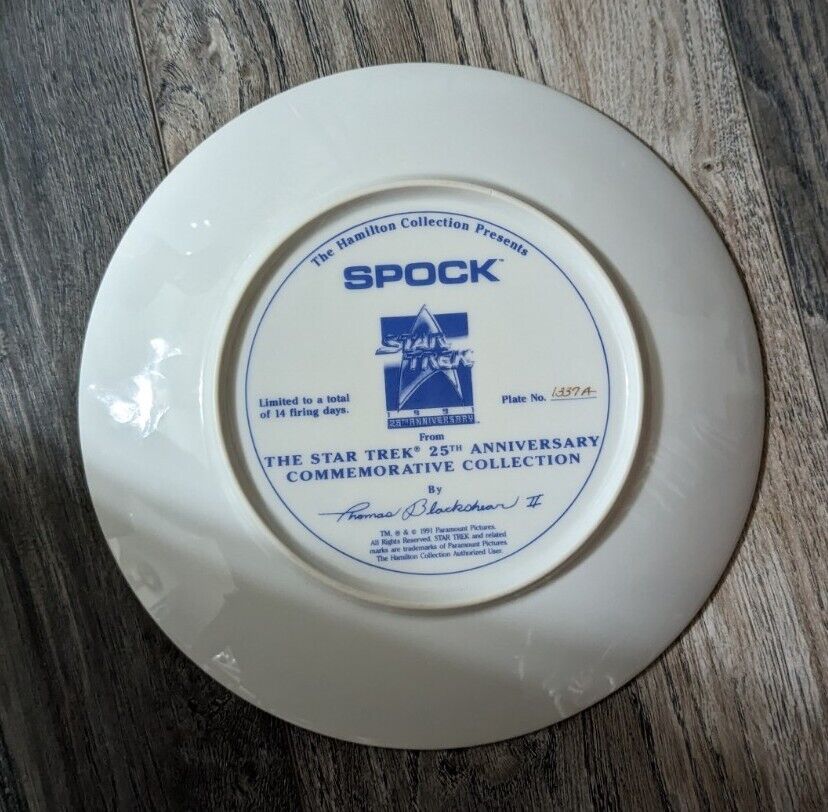 The Hamilton Collection Presents
SPOCK™
STAR
TREK
1991
25TH ANNIVERSARY
Limited to a total
of 14 firing days.
Plate No. 1337A
From
THE STAR TREK® 25TH ANNIVERSARY
COMMEMORATIVE COLLECTION
By
Thomas Blackshear II
TM, ® & © 1991 Paramount Pictures.
All Rights Reserved. STAR TREK and related
marks are trademarks of Paramount Pictures.
The Hamilton Collection Authorized User.